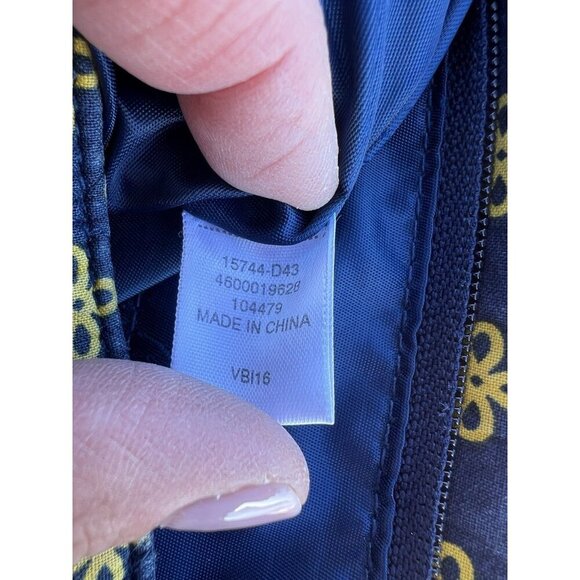 15744-D43
4600019628
104479
MADE IN CHINA
VBI16